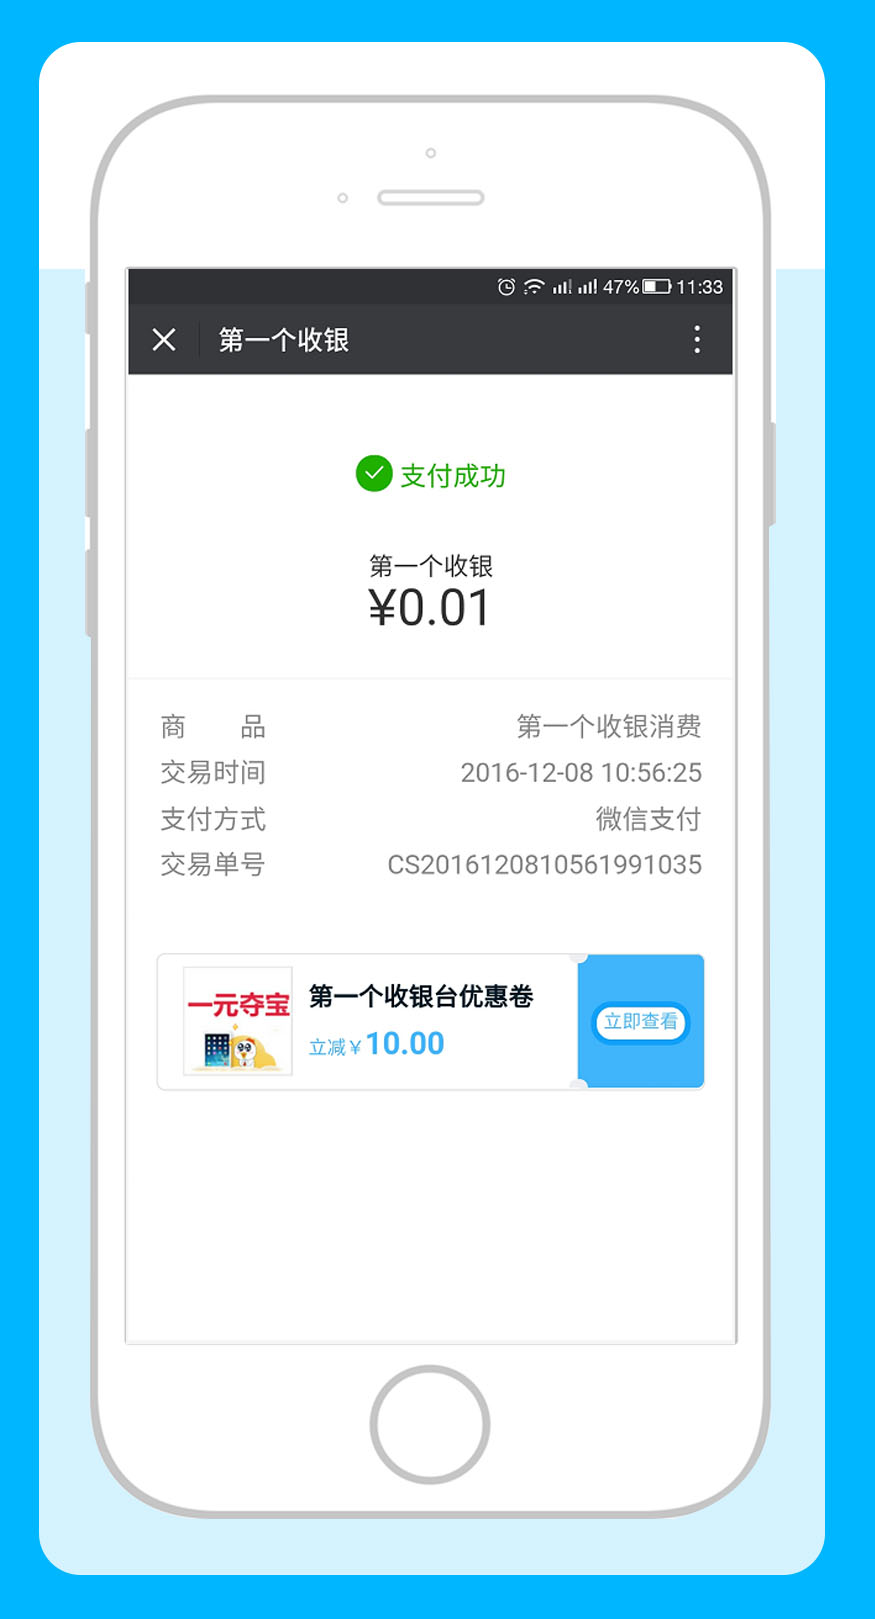 47% 11:33
第一个收银
支付成功
第一个收银
¥0.01
商 品 第一个收银消费
交易时间 2016-12-08 10:56:25
支付方式 微信支付
交易单号 CS2016120810561991035
一元夺宝
第一个收银台优惠卷
立减￥10.00
立即查看